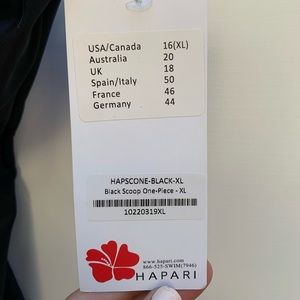 USA/Canada 16(XL)
Australia 20
UK 18
Spain/Italy 50
France 46
Germany 44
HAPSCONE-BLACK-XL
Black Scoop One-Piece - XL
10220319XL
www.hapari.com
866-525-SWIM(7946)
HAPARI